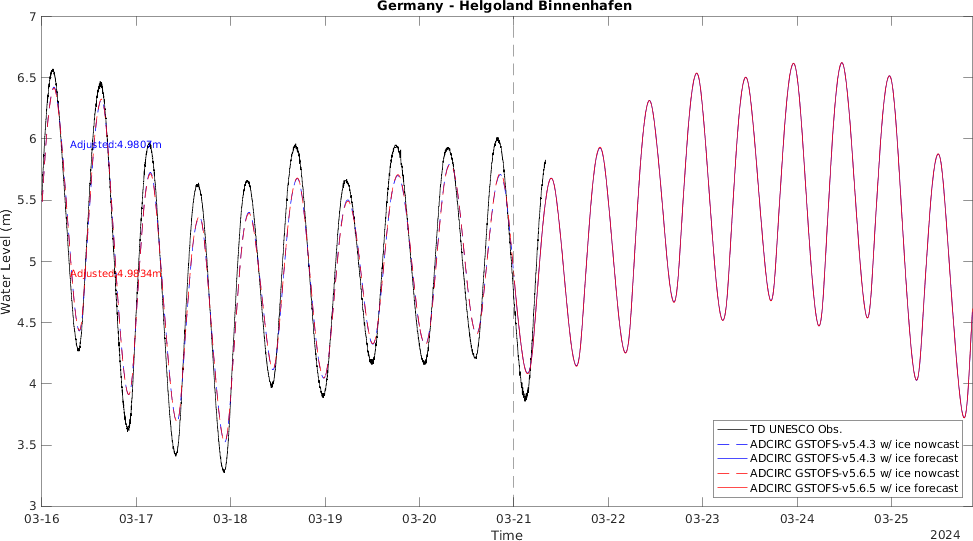 Germany - Helgoland Binnenhafen
7
6.5
6
5.5
5
4.5
4
3.5
3
Water Level (m)
Adjusted:4.9807m
Adjusted:4.9834m
TD UNESCO Obs.
ADCIRC GSTOFS-v5.4.3 w/ ice nowcast
ADCIRC GSTOFS-v5.4.3 w/ ice forecast
ADCIRC GSTOFS-v5.6.5 w/ ice nowcast
ADCIRC GSTOFS-v5.6.5 w/ ice forecast
03-16 03-17 03-18 03-19 03-20 03-21 03-22 03-23 03-24 03-25
Time
2024